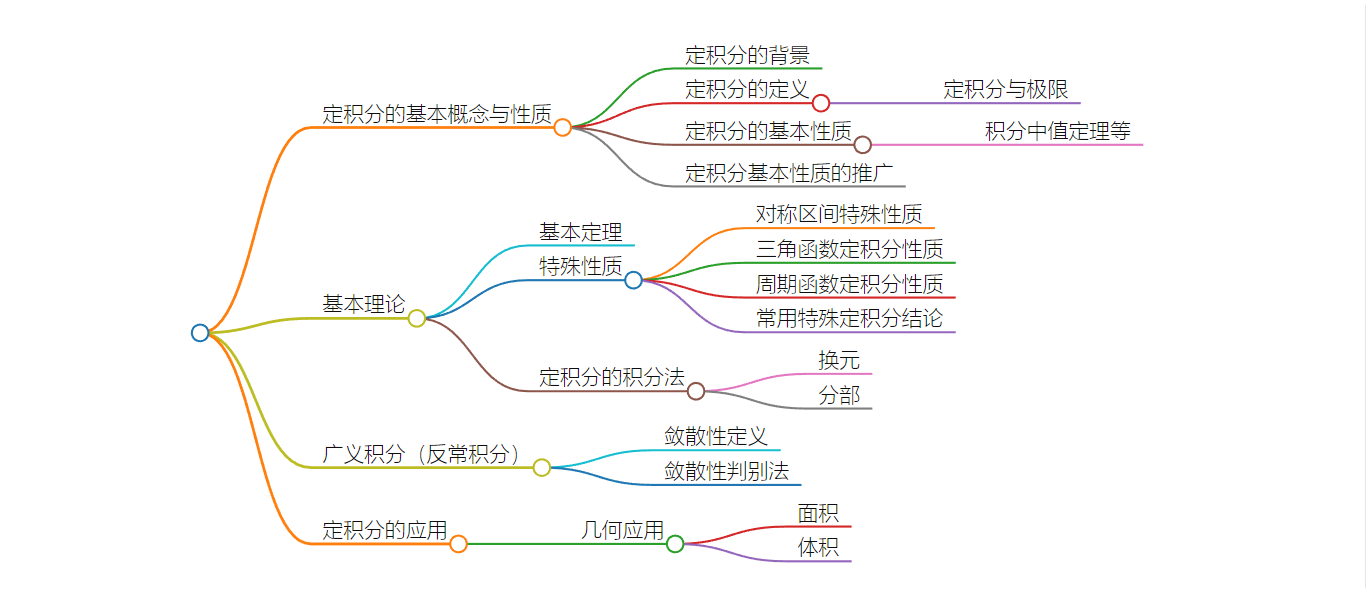 定积分的基本概念与性质
定积分的背景
定积分的定义
定积分与极限
定积分的基本性质
积分中值定理等
定积分基本性质的推广
基本理论
基本定理
特殊性质
对称区间特殊性质
三角函数定积分性质
周期函数定积分性质
常用特殊定积分结论
定积分的积分法
换元
分部
广义积分（反常积分）
敛散性定义
敛散性判别法
定积分的应用
几何应用
面积
体积